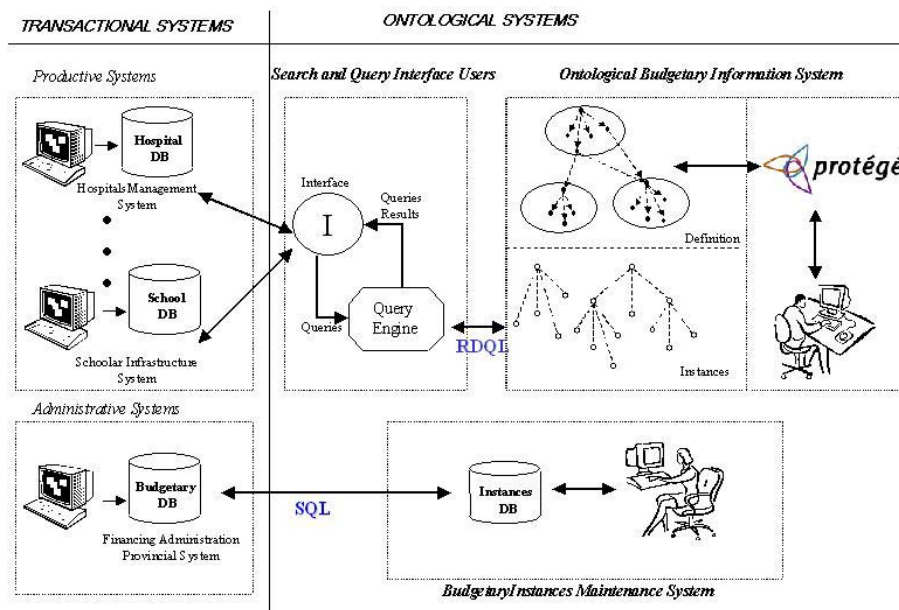 TRANSACTIONAL SYSTEMS
ONTOLOGICAL SYSTEMS
Productive Systems
Search and Query Interface Users
Ontological Budgetary Information System
Hospital
DB
Hospitals Management
System
School
DB
Schoolar Infrastructure
System
Interface
I
Queries
Results
Queries
Query
Engine
RDQL
Definition
Instances
protégé
Administrative Systems
Budgetary
DB
Financing Administration
Provincial System
SQL
Instances
DB
BudgetaryInstances Maintenance System